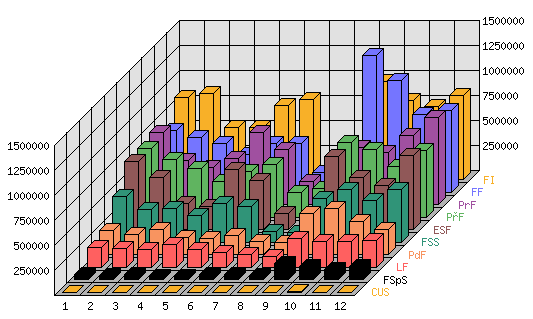 1500000
1250000
1000000
750000
500000
250000
1500000
1250000
1000000
750000
500000
250000
FI
FF
PrF
PřF
ESF
FSS
PdF
LF
FSpS
CUS
1 2 3 4 5 6 7 8 9 10 11 12